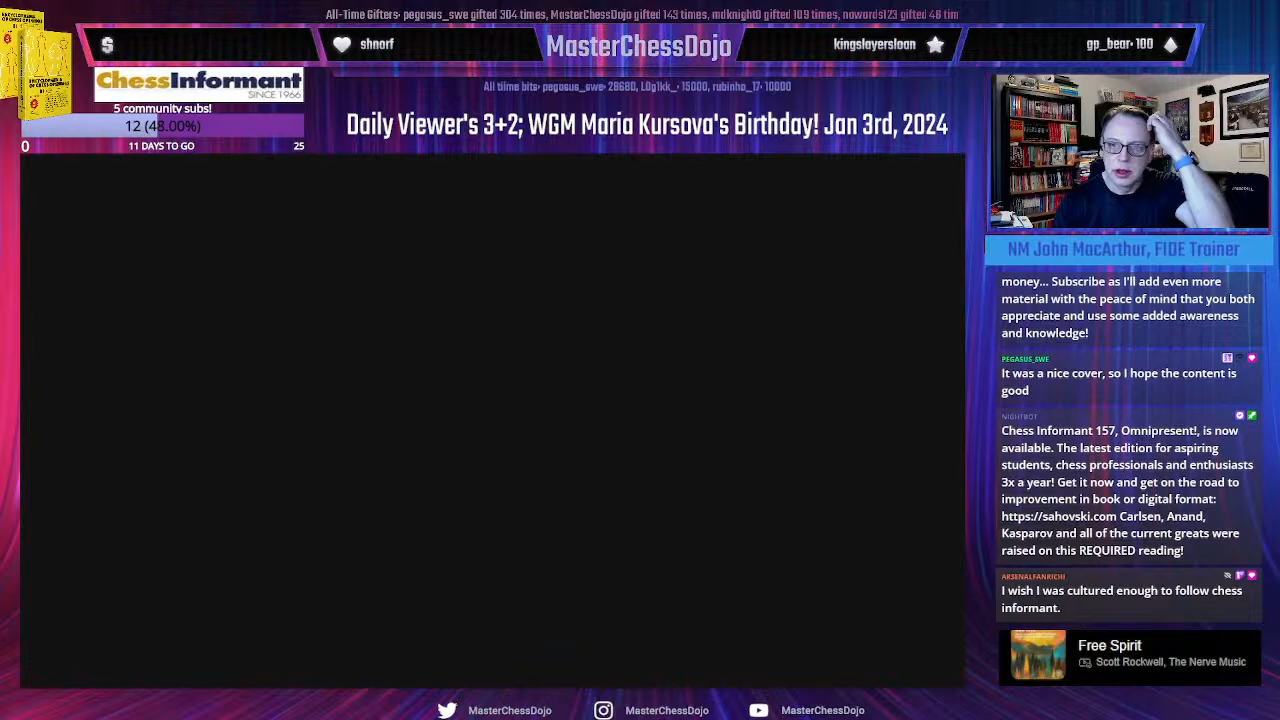 All-Time Gifters• pegasus_swe gifted 304 times, MasterChessDojo gifted 143 times, mdknight0 gifted 109 times, nowards123 gifted 46 tim
$
shnorf
MasterChessDojo
kingslayersloan
gp_bear• 100
ChessInformant
SINCE 1966
All time bits• pegasus_swe• 28680, L0g1kk_• 15000, rubinho_17• 10000
5 community subs!
12 (48.00%)
0
11 DAYS TO GO
25
Daily Viewer's 3+2; WGM Maria Kursova's Birthday! Jan 3rd, 2024
NM John MacArthur, FIDE Trainer
money... Subscribe as I'll add even more
material with the peace of mind that you both
appreciate and use some added awareness
and knowledge!
PEGASUS_SWE
It was a nice cover, so I hope the content is
good
NIGHTBOT
Chess Informant 157, Omnipresent!, is now
available. The latest edition for aspiring
students, chess professionals and enthusiasts
3x a year! Get it now and get on the road to
improvement in book or digital format:
https://sahovski.com Carlsen, Anand,
Kasparov and all of the current greats were
raised on this REQUIRED reading!
ARSENALFANRICHI
I wish I was cultured enough to follow chess
informant.
Free Spirit
Scott Rockwell, The Nerve Music
MasterChessDojo
MasterChessDojo
MasterChessDojo